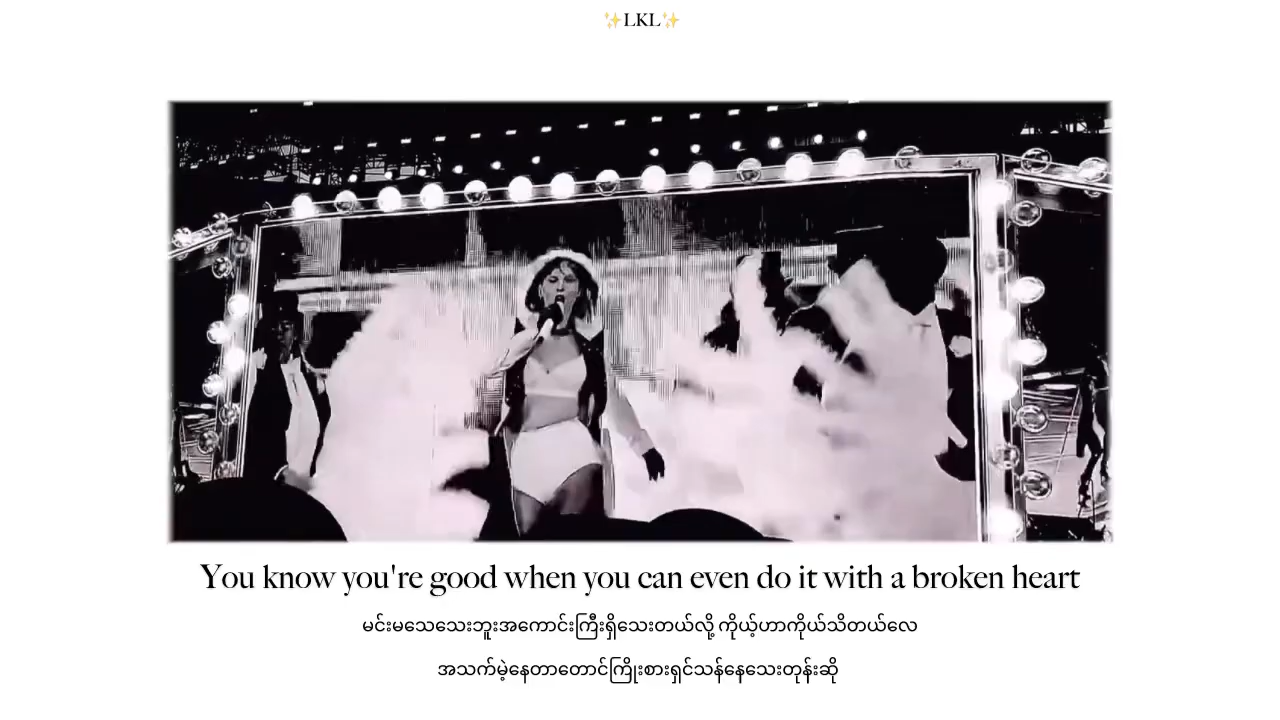 ✨LKL✨
You know you're good when you can even do it with a broken heart
မင်းမသေသေးဘူးအကောင်းကြီးရှိသေးတယ်လို့ ကိုယ့်ဟာကိုယ်သိတယ်လေ
အသက်မဲ့နေတာတောင်ကြိုးစားရှင်သန်နေသေးတုန်းဆို